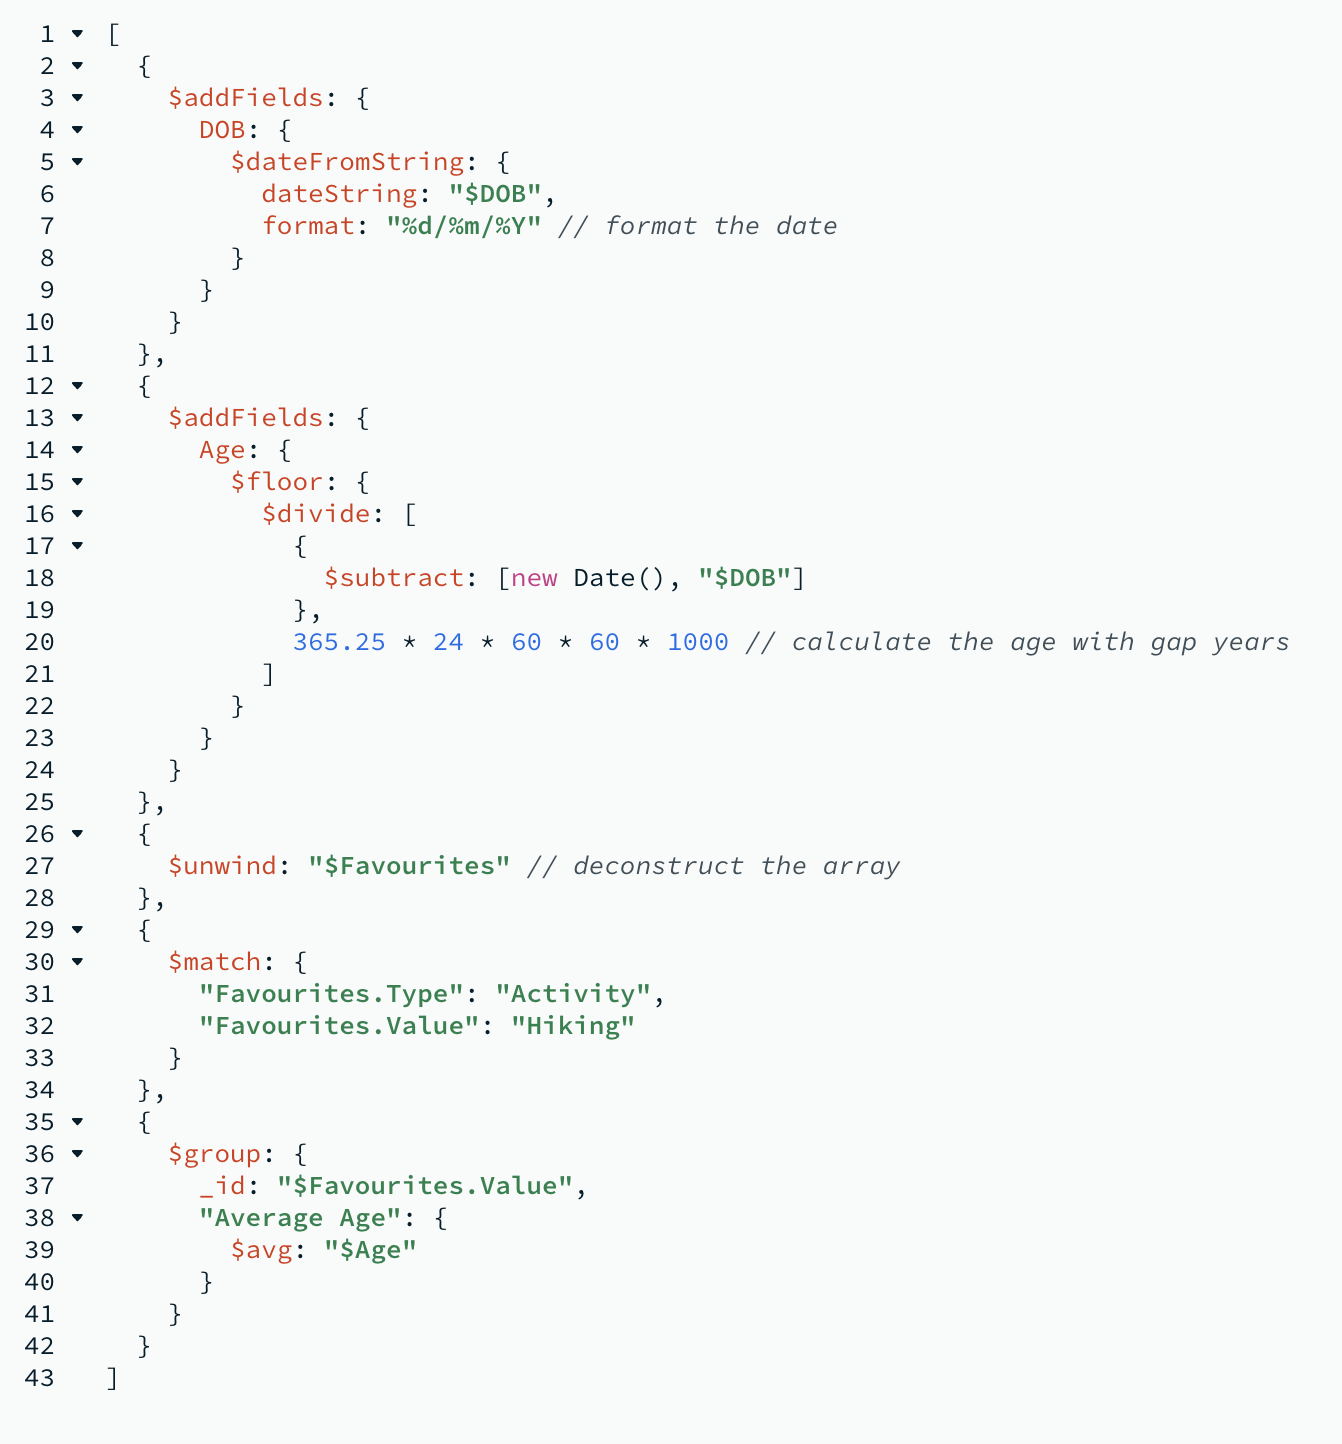 1 [
2   {
3     $addFields: {
4       DOB: {
5         $dateFromString: {
6           dateString: "$DOB",
7           format: "%d/%m/%Y" // format the date
8         }
9       }
10     }
11   },
12   {
13     $addFields: {
14       Age: {
15         $floor: {
16           $divide: [
17             {
18               $subtract: [new Date(), "$DOB"]
19             },
20             365.25 * 24 * 60 * 60 * 1000 // calculate the age with gap years
21           ]
22         }
23       }
24     }
25   },
26   {
27     $unwind: "$Favourites" // deconstruct the array
28   },
29   {
30     $match: {
31       "Favourites.Type": "Activity",
32       "Favourites.Value": "Hiking"
33     }
34   },
35   {
36     $group: {
37       _id: "$Favourites.Value",
38       "Average Age": {
39         $avg: "$Age"
40       }
41     }
42   }
43 ]